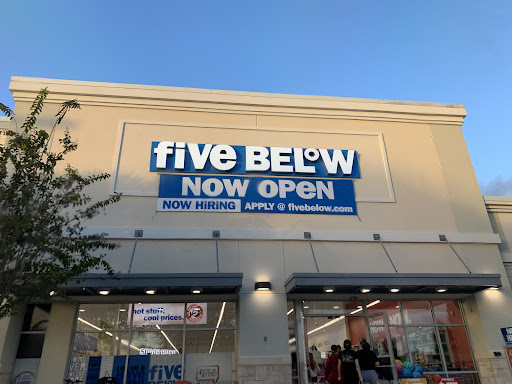 five BELOW
NOW OPEN
NOW HIRING APPLY @ fivebelow.com
hot stuff.
cool prices.
five